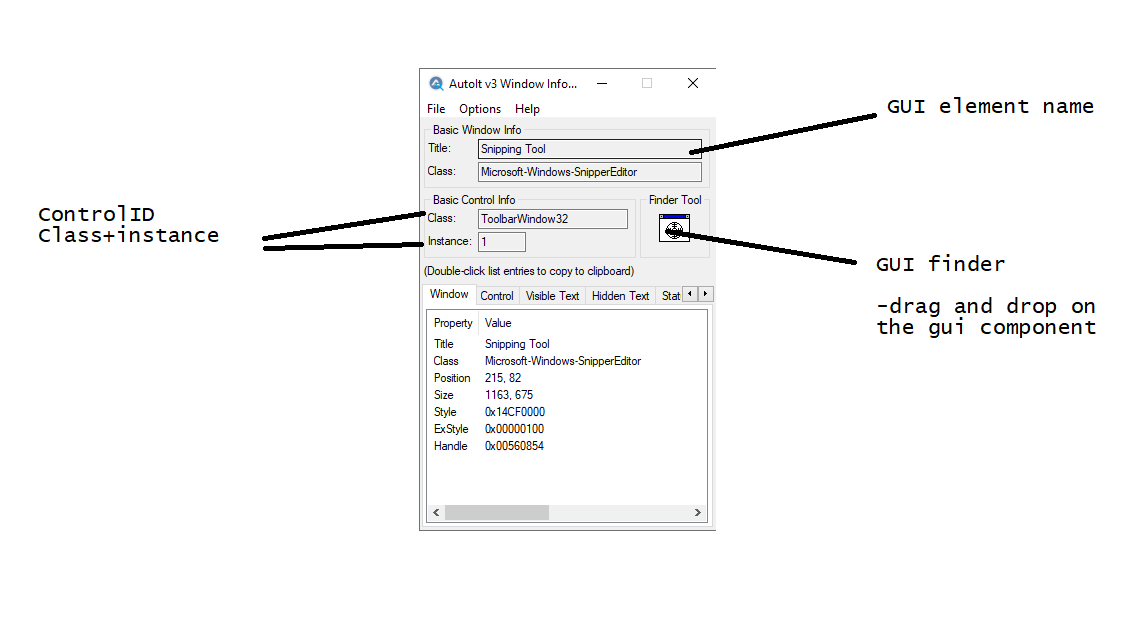 AutoIt v3 Window Info...
File Options Help
GUI element name
Basic Window Info
Title: Snipping Tool
Class: Microsoft-Windows-SnipperEditor
Basic Control Info
Finder Tool
ControlID
Class+instance
Class: ToolbarWindow32
Instance: 1
GUI finder
-drag and drop on
the gui component
(Double-click list entries to copy to clipboard)
Window Control Visible Text Hidden Text Stat
Property Value
Title Snipping Tool
Class Microsoft-Windows-SnipperEditor
Position 215, 82
Size 1163, 675
Style 0x14CF0000
ExStyle 0x00000100
Handle 0x00560854